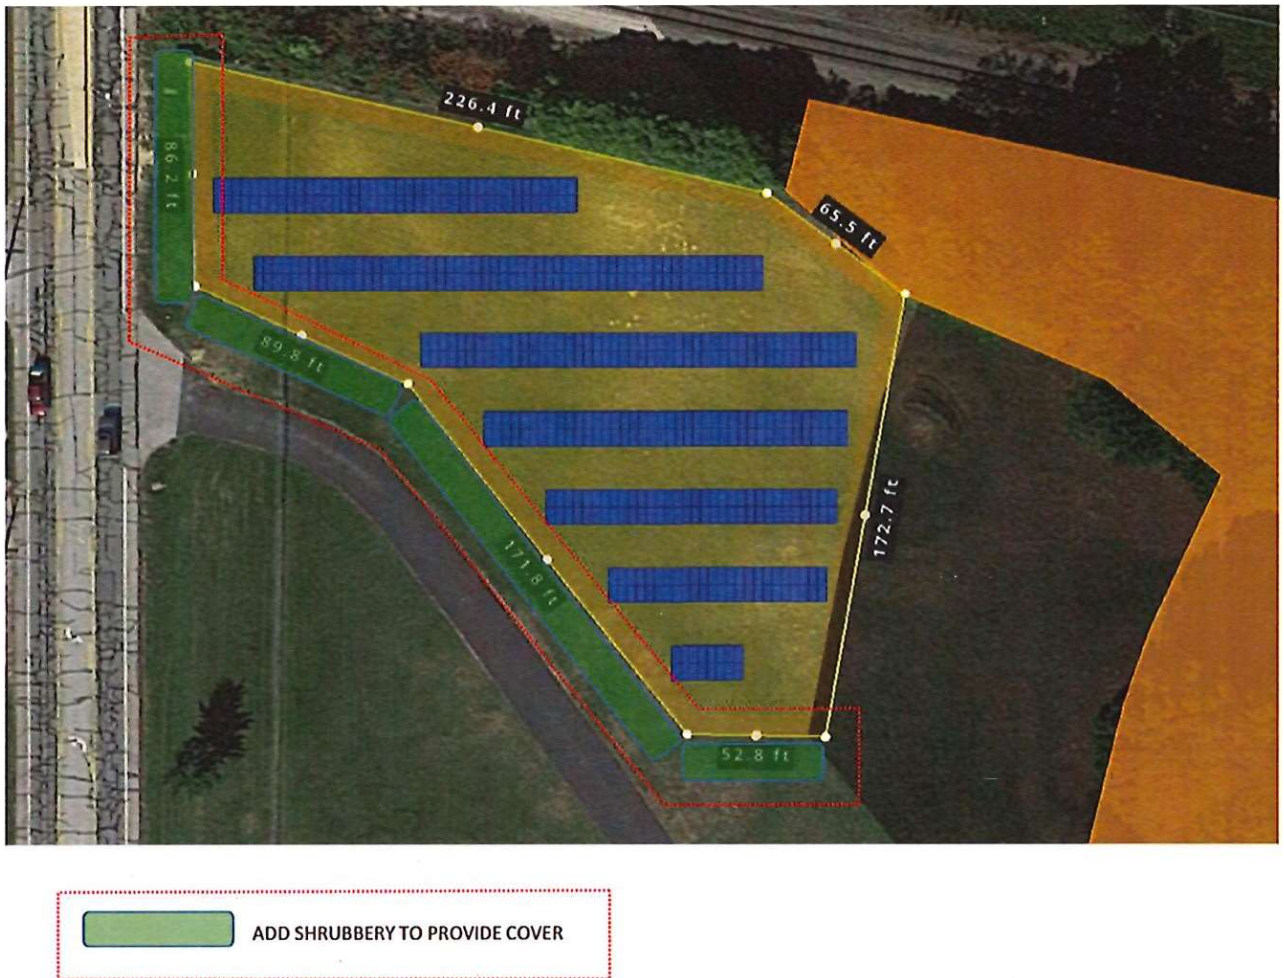 226.4 ft
86.2 ft
65.5 ft
89.8 ft
172.7 ft
171.8 ft
52.8 ft
ADD SHRUBBERY TO PROVIDE COVER